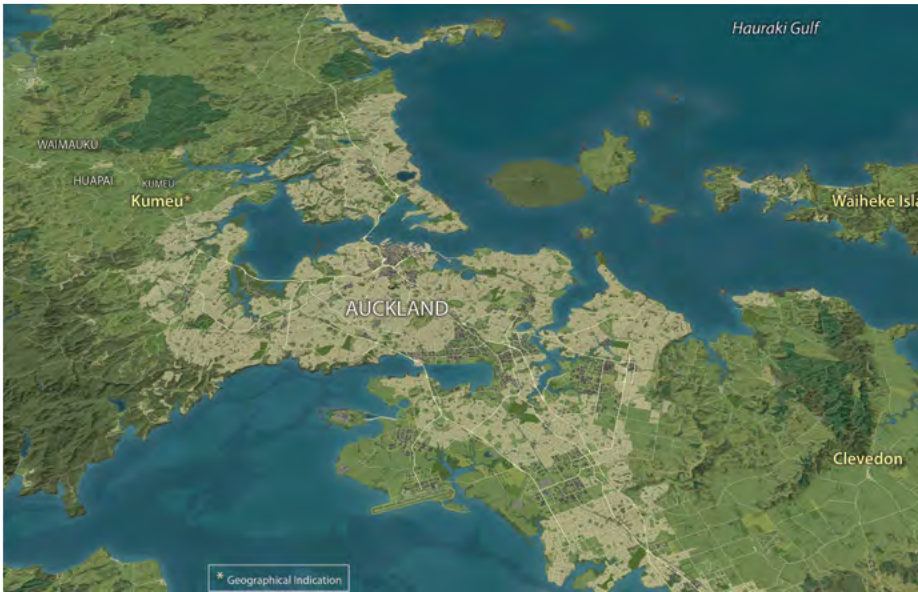 Hauraki Gulf
WAIMAUKU
HUAPAI
KUMEU
Kumeu*
Waiheke Isla
AUCKLAND
Clevedon
* Geographical Indication